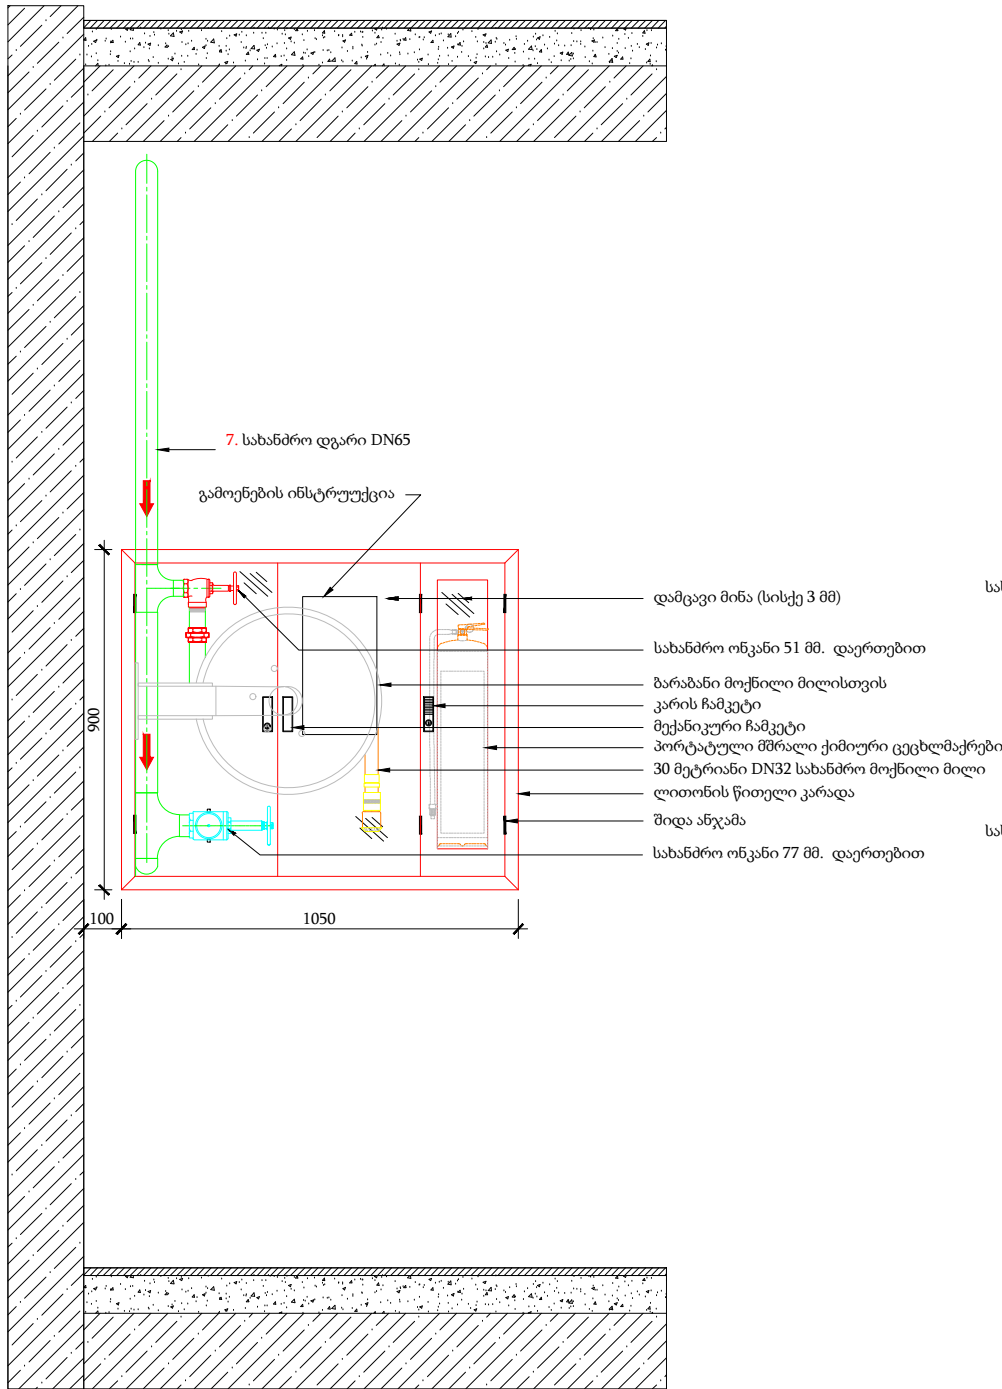 7. სახანძრო დგარი DN65
გამოენების ინსტრუუქცია
დამცავი მინა (სისქე 3 მმ)
სახანძრო ონკანი 51 მმ. დაერთებით
ბარაბანი მოქნილი მილისთვის
კარის ჩამკეტი
მექანიკური ჩამკეტი
პორტატული მშრალი ქიმიური ცეცხლმაქრები
30 მეტრიანი DN32 სახანძრო მოქნილი მილი
ლითონის წითელი კარადა
შიდა ანჯამა
სახანძრო ონკანი 77 მმ. დაერთებით
900
100
1050